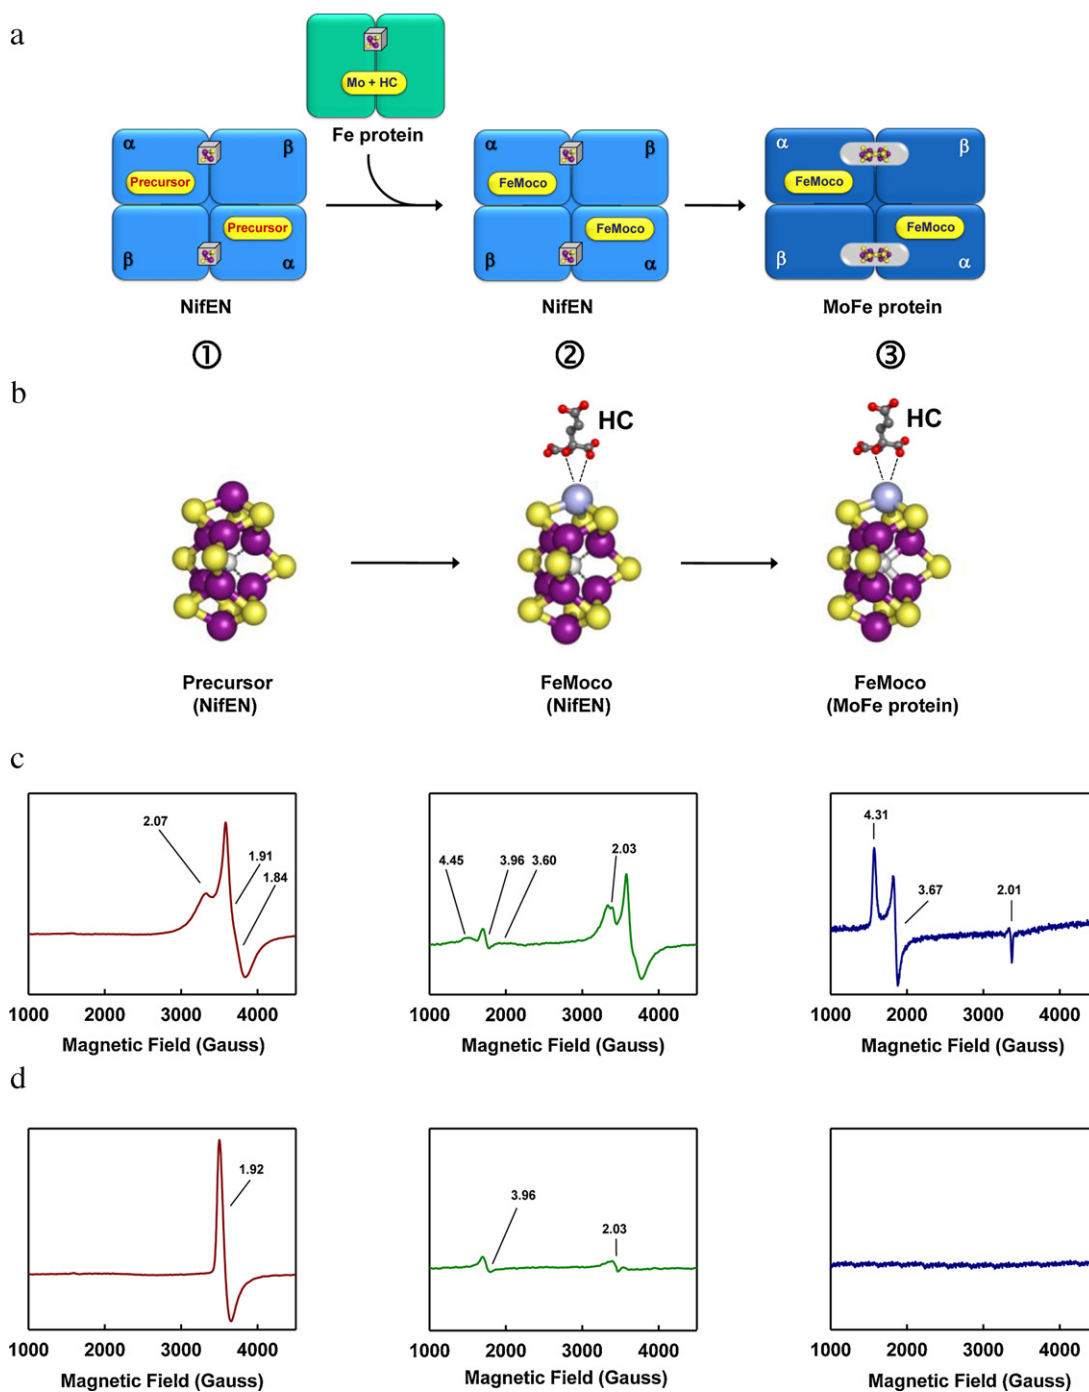 a
Mo + HC
Fe protein
α β α β α β
Precursor FeMoco FeMoco
Precursor FeMoco FeMoco
β α β α β α
NifEN NifEN MoFe protein
① ② ③
b
HC HC
Precursor FeMoco FeMoco
(NifEN) (NifEN) (MoFe protein)
c
2.07 1.91 1.84
4.45 3.96 3.60 2.03
4.31 3.67 2.01
1000 2000 3000 4000 1000 2000 3000 4000 1000 2000 3000 4000
Magnetic Field (Gauss) Magnetic Field (Gauss) Magnetic Field (Gauss)
d
1.92
3.96 2.03
1000 2000 3000 4000 1000 2000 3000 4000 1000 2000 3000 4000
Magnetic Field (Gauss) Magnetic Field (Gauss) Magnetic Field (Gauss)